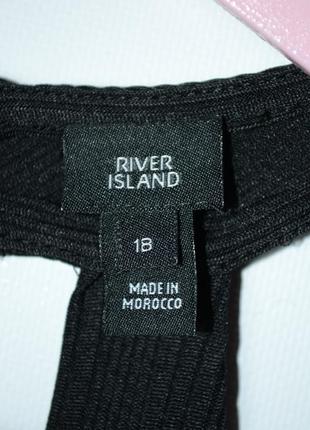 RIVER
ISLAND
18
MADE IN
MOROCCO